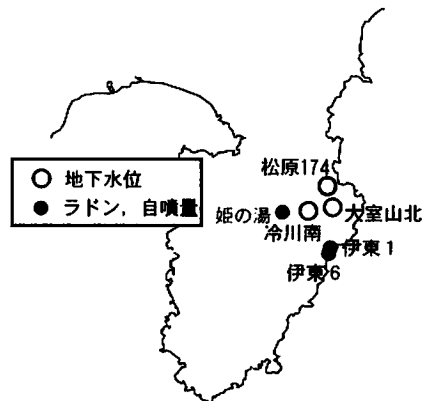 松原174
○ 地下水位
● ラドン，自噴量
姫の湯
大室山北
冷川南
伊東1
伊東6